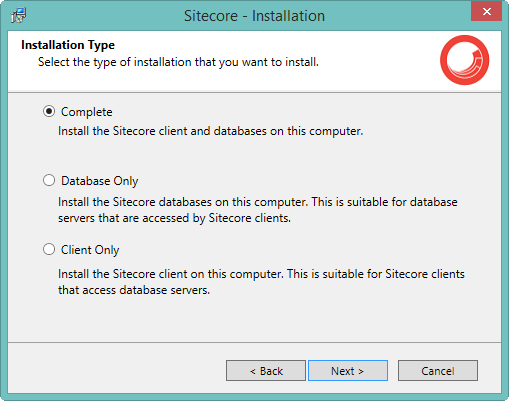 Sitecore - Installation
Installation Type
Select the type of installation that you want to install.
Complete
Install the Sitecore client and databases on this computer.
Database Only
Install the Sitecore databases on this computer. This is suitable for database
servers that are accessed by Sitecore clients.
Client Only
Install the Sitecore client on this computer. This is suitable for Sitecore clients
that access database servers.
< Back
Next >
Cancel